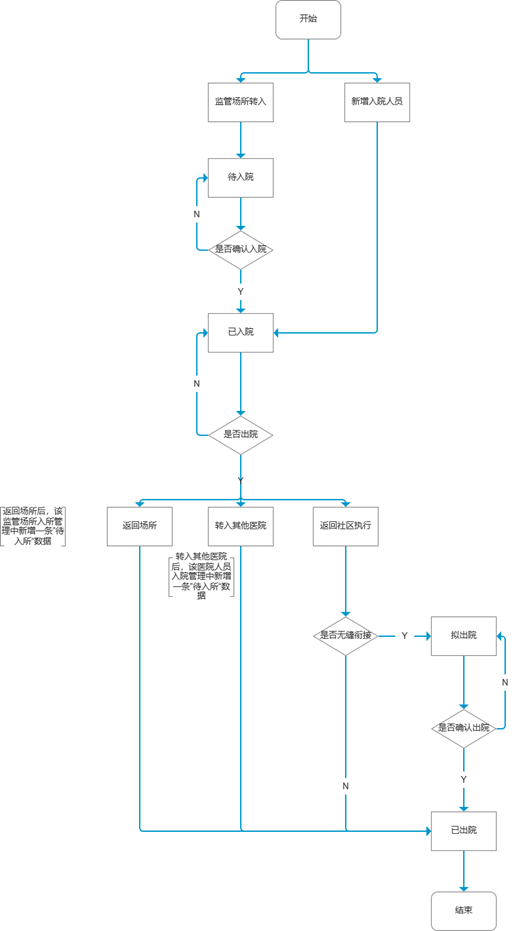 开始
监管场所转入
新增入院人员
待入院
N
是否确认入院
Y
已入院
N
是否出院
Y
返回场所后，该
监管场所入所管
理中新增一条"待
入所"数据
返回场所
转入其他医院
返回社区执行
转入其他医院
后，该医院人员
入院管理中新增
一条"待入所"数
据
是否无缝衔接
Y
拟出院
N
是否确认出院
Y
N
已出院
结束